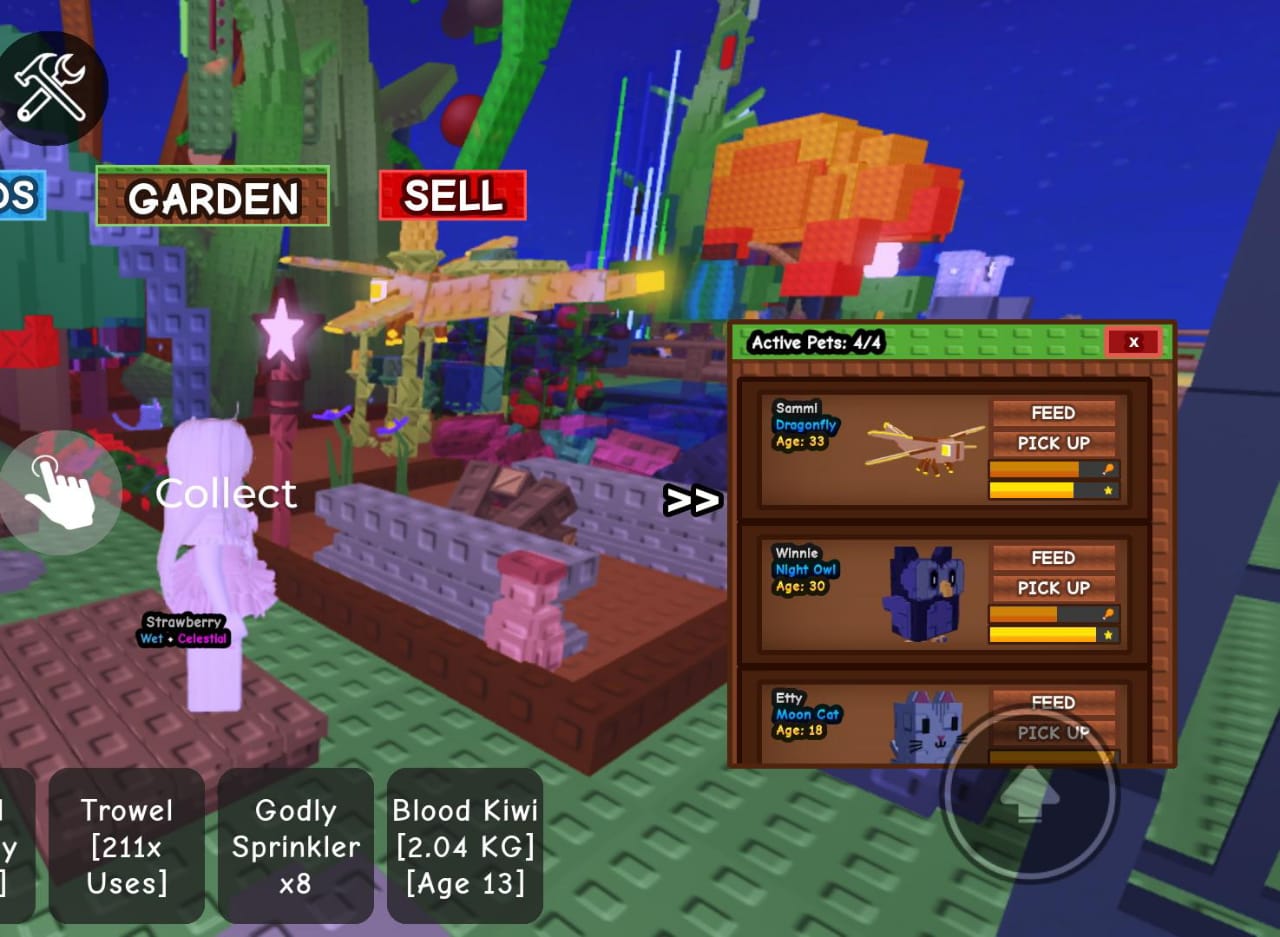 DS
GARDEN
SELL
Collect
Strawberry
Wet + Celestial
>>
Active Pets: 4/4
X
Sammi
Dragonfly
Age: 33
FEED
PICK UP
Winnie
Night Owl
Age: 30
FEED
PICK UP
Etty
Moon Cat
Age: 18
FEED
PICK UP
y
]
Trowel
[211x
Uses]
Godly
Sprinkler
x8
Blood Kiwi
[2.04 KG]
[Age 13]